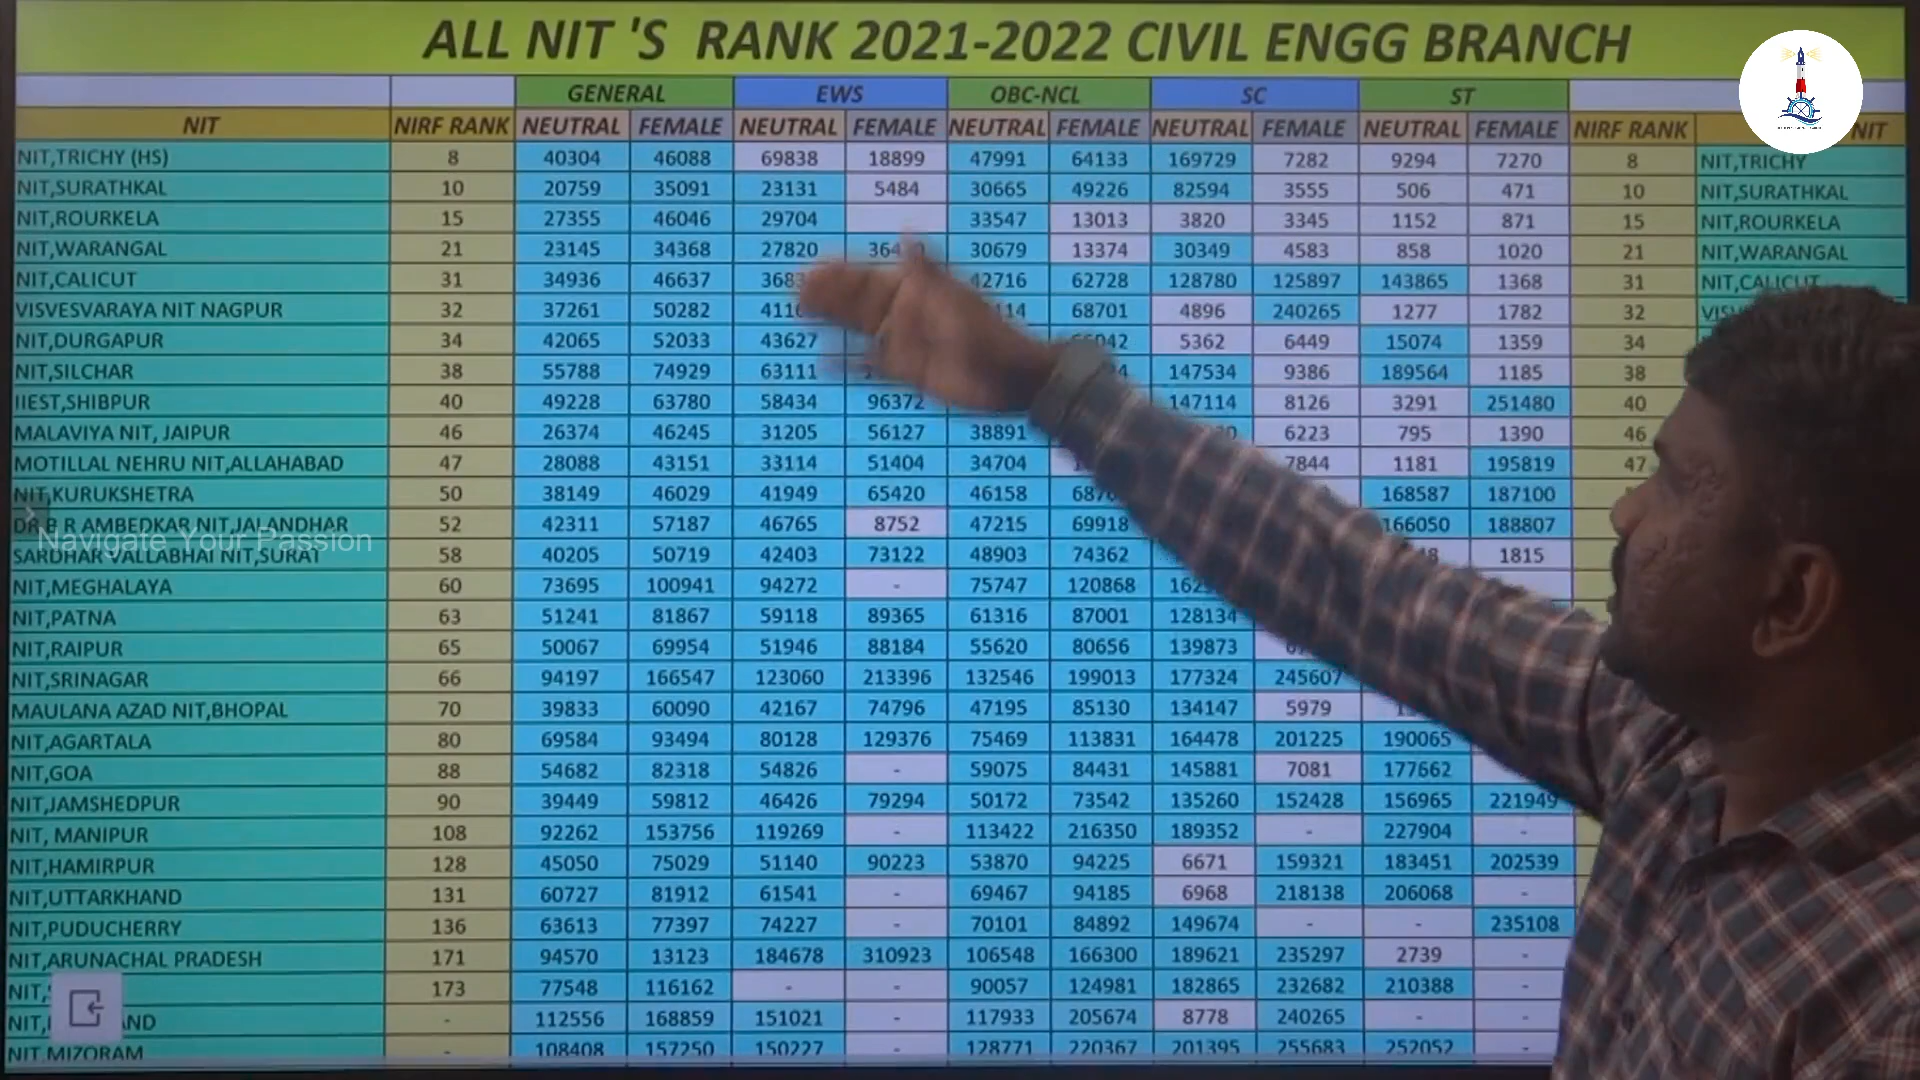 ALL NIT 'S RANK 2021-2022 CIVIL ENGG BRANCH
GENERAL EWS OBC-NCL SC ST
NIT NIRF RANK NEUTRAL FEMALE NEUTRAL FEMALE NEUTRAL FEMALE NEUTRAL FEMALE NEUTRAL FEMALE NIRF RANK NIT
NIT,TRICHY (HS) 8 40304 46088 69838 18899 47991 64133 169729 7282 9294 7270 8 NIT,TRICHY
NIT,SURATHKAL 10 20759 35091 23131 5484 30665 49226 82594 3555 506 471 10 NIT,SURATHKAL
NIT,ROURKELA 15 27355 46046 29704 33547 13013 3820 3345 1152 871 15 NIT,ROURKELA
NIT,WARANGAL 21 23145 34368 27820 30679 13374 30349 4583 858 1020 21 NIT,WARANGAL
NIT,CALICUT 31 34936 46637 42716 62728 128780 125897 143865 1368 31 NIT,CALICUT
VISVESVARAYA NIT NAGPUR 32 37261 50282 68701 4896 240265 1277 1782 32
NIT,DURGAPUR 34 42065 52033 43627 5362 6449 15074 1359 34
NIT,SILCHAR 38 55788 74929 63111 147534 9386 189564 1185 38
IIEST,SHIBPUR 40 49228 63780 58434 96372 147114 8126 3291 251480 40
MALAVIYA NIT, JAIPUR 46 26374 46245 31205 56127 38891 6223 795 1390 46
MOTILLAL NEHRU NIT,ALLAHABAD 47 28088 43151 33114 51404 34704 7844 1181 195819 47
NIT,KURUKSHETRA 50 38149 46029 41949 65420 46158 168587 187100
DR B R AMBEDKAR NIT,JALANDHAR 52 42311 57187 46765 8752 47215 69918 166050 188807
Navigate Your Passion
SARDHAR VALLABHAI NIT,SURAT 58 40205 50719 42403 73122 48903 74362 1815
NIT,MEGHALAYA 60 73695 100941 94272 - 75747 120868
NIT,PATNA 63 51241 81867 59118 89365 61316 87001 128134
NIT,RAIPUR 65 50067 69954 51946 88184 55620 80656 139873
NIT,SRINAGAR 66 94197 166547 123060 213396 132546 199013 177324 245607
MAULANA AZAD NIT,BHOPAL 70 39833 60090 42167 74796 47195 85130 134147 5979
NIT,AGARTALA 80 69584 93494 80128 129376 75469 113831 164478 201225 190065
NIT,GOA 88 54682 82318 54826 - 59075 84431 145881 7081 177662
NIT,JAMSHEDPUR 90 39449 59812 46426 79294 50172 73542 135260 152428 156965 221949
NIT, MANIPUR 108 92262 153756 119269 - 113422 216350 189352 - 227904 -
NIT,HAMIRPUR 128 45050 75029 51140 90223 53870 94225 6671 159321 183451 202539
NIT,UTTARKHAND 131 60727 81912 61541 - 69467 94185 6968 218138 206068 -
NIT,PUDUCHERRY 136 63613 77397 74227 - 70101 84892 149674 - - 235108
NIT,ARUNACHAL PRADESH 171 94570 13123 184678 310923 106548 166300 189621 235297 2739 -
173 77548 116162 - - 90057 124981 182865 232682 210388 -
- 112556 168859 151021 - 117933 205674 8778 240265 - -
NIT,MIZORAM - 108408 157250 150227 - 128771 220367 201395 255683 252052 -